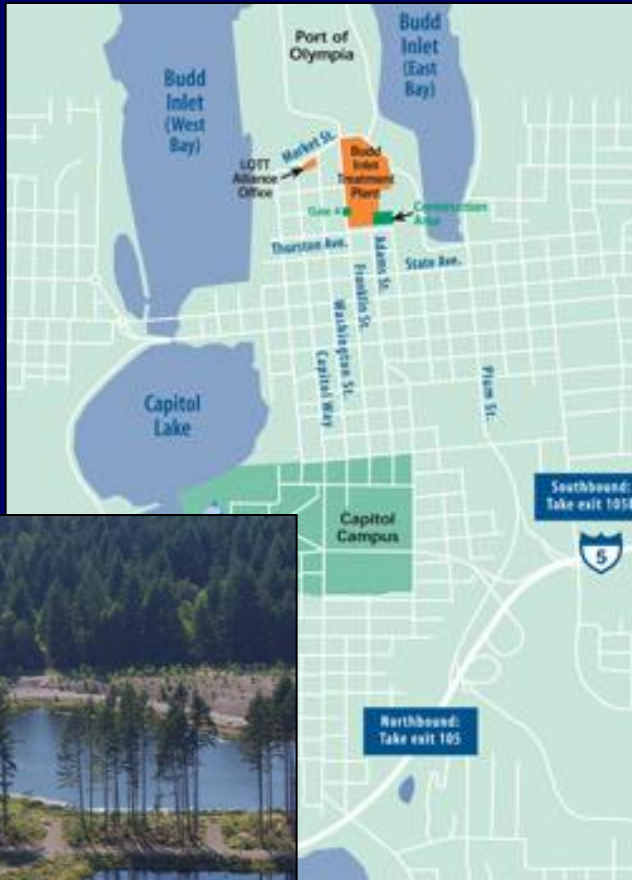 Port of
Olympia
Budd
Inlet
(East
Bay)
Budd
Inlet
(West
Bay)
Market St.
LOTT
Alliance
Office
Budd
Inlet
Treatment
Plant
Gate 4
Construction
Area
Thurston Ave.
Adams St.
State Ave.
Franklin St.
Washington St.
Capitol Way
Plum St.
Capitol
Lake
Southbound:
Take exit 105B
Capitol
Campus
5
Northbound:
Take exit 105